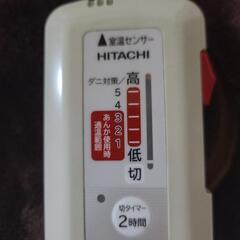 室温センサー
HITACHI
ダニ対策/高
5
4
3
2
1
あんか使用時
適温範囲
低
切
切タイマー
2時間